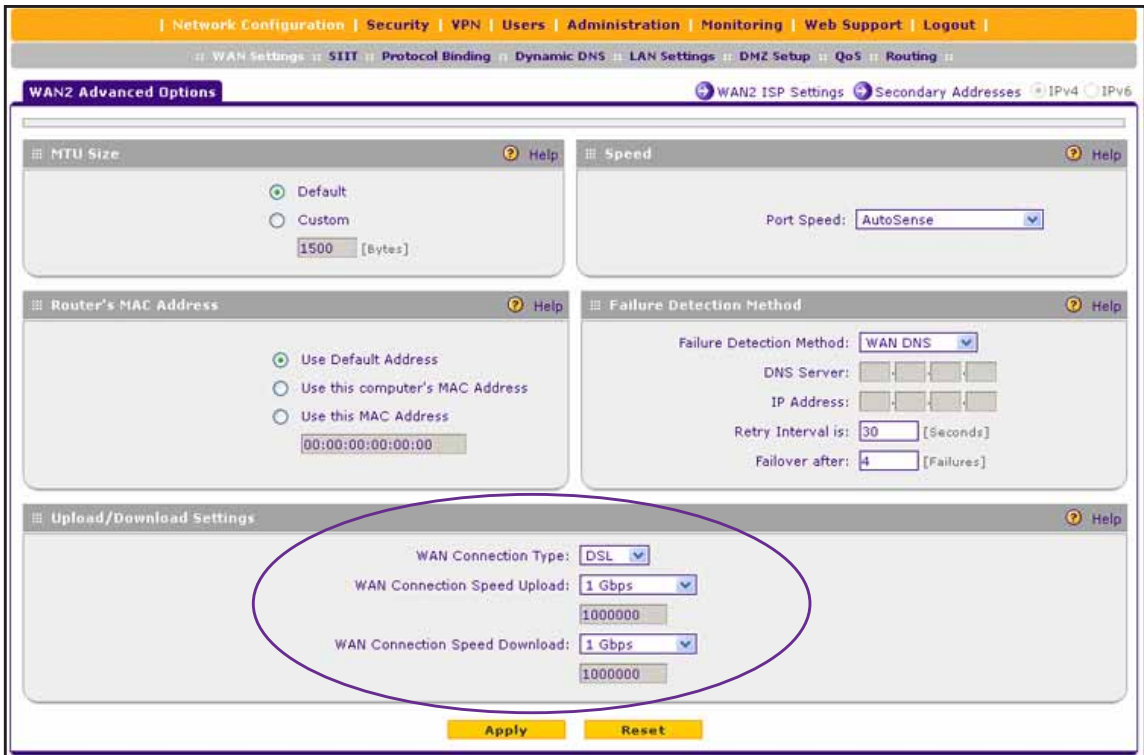 | Network Configuration | Security | VPN | Users | Administration | Monitoring | Web Support | Logout |
:: WAN Settings :: SIIT :: Protocol Binding :: Dynamic DNS :: LAN Settings :: DMZ Setup :: QoS :: Routing ::
WAN2 Advanced Options
WAN2 ISP Settings Secondary Addresses IPv4 IPv6
MTU Size
? Help
Default
Custom
1500 [Bytes]
Speed
? Help
Port Speed: AutoSense
Router's MAC Address
? Help
Use Default Address
Use this computer's MAC Address
Use this MAC Address
00:00:00:00:00:00
Failure Detection Method
? Help
Failure Detection Method: WAN DNS
DNS Server: . . .
IP Address: . . .
Retry Interval is: 30 [Seconds]
Failover after: 4 [Failures]
Upload/Download Settings
? Help
WAN Connection Type: DSL
WAN Connection Speed Upload: 1 Gbps
1000000
WAN Connection Speed Download: 1 Gbps
1000000
Apply Reset